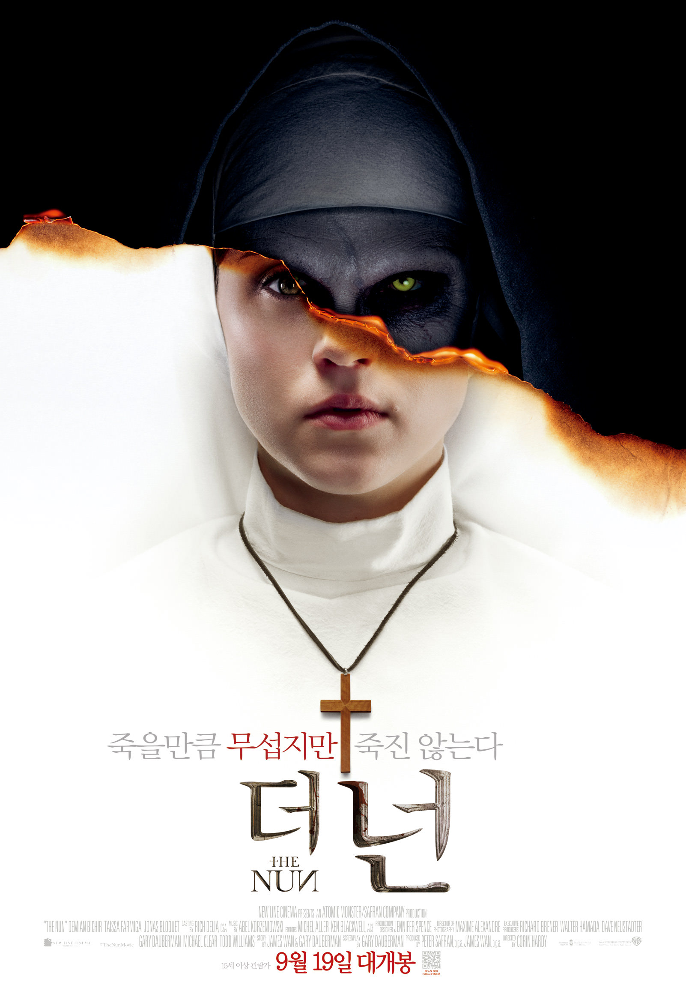 죽을만큼 무섭지만 죽진 않는다
더 넌
THE
NUN
NEW LINE CINEMA PRESENTS AN ATOMIC MONSTER/SAFRAN COMPANY PRODUCTION
"THE NUN" DEMIAN BICHIR TAISSA FARMIGA JONAS BLOQUET CASTING BY RICH DELIA, CSA MUSIC BY ABEL KORZENIOWSKI EDITORS MICHEL ALLER KEN BLACKWELL, ACE PRODUCTION DESIGNER JENNIFER SPENCE DIRECTOR OF PHOTOGRAPHY MAXIME ALEXANDRE EXECUTIVE PRODUCERS RICHARD BRENER WALTER HAMADA DAVE NEUSTADTER
NEW LINE CINEMA #TheNunMovie GARY DAUBERMAN MICHAEL CLEAR TODD WILLIAMS STORY BY JAMES WAN & GARY DAUBERMAN SCREENPLAY BY GARY DAUBERMAN PRODUCED BY PETER SAFRAN, p.g.a. JAMES WAN, p.g.a. DIRECTED BY CORIN HARDY WARNER BROS. PICTURES
15세 이상 관람가 9월 19일 대개봉
SCAN FOR
FORGIVENESS